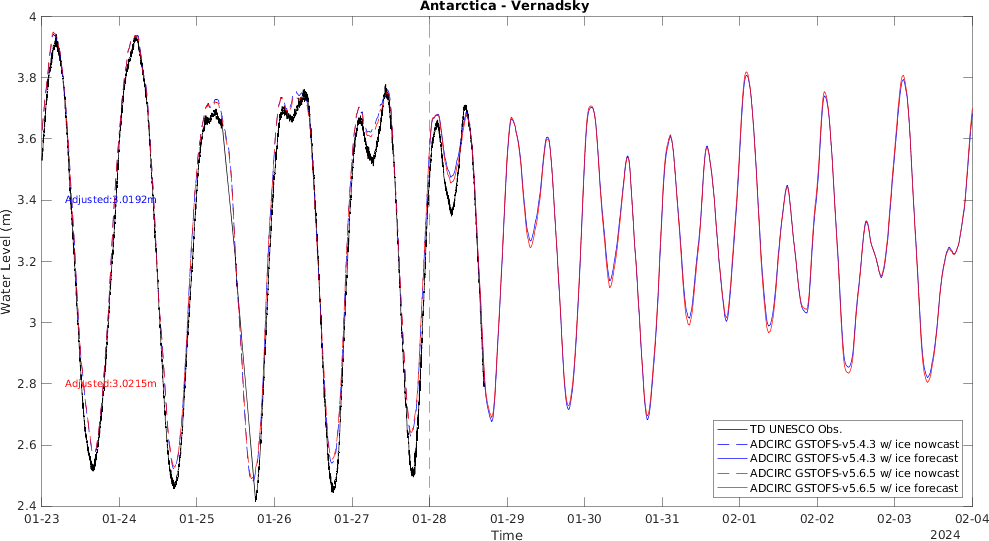 Antarctica - Vernadsky
4
3.8
3.6
3.4
3.2
3
2.8
2.6
2.4
Water Level (m)
Adjusted:3.0192m
Adjusted:3.0215m
TD UNESCO Obs.
ADCIRC GSTOFS-v5.4.3 w/ ice nowcast
ADCIRC GSTOFS-v5.4.3 w/ ice forecast
ADCIRC GSTOFS-v5.6.5 w/ ice nowcast
ADCIRC GSTOFS-v5.6.5 w/ ice forecast
01-23 01-24 01-25 01-26 01-27 01-28 01-29 01-30 01-31 02-01 02-02 02-03 02-04
Time
2024